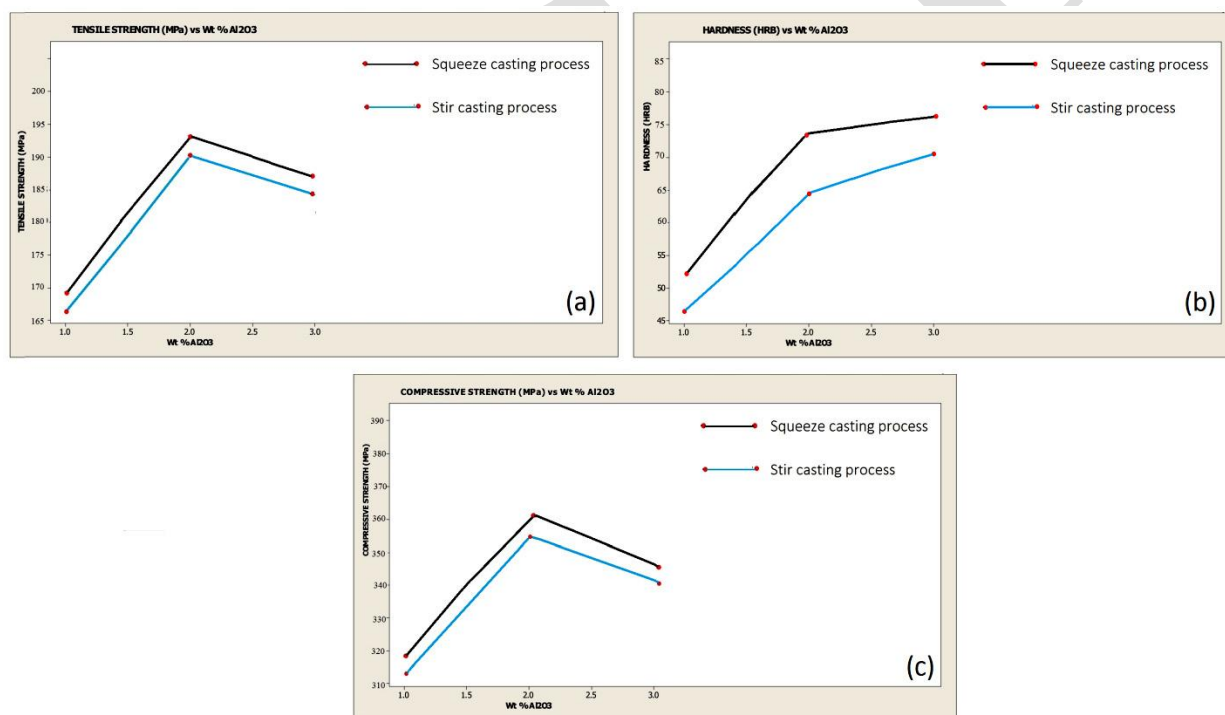 TENSILE STRENGTH (MPa) vs Wt % Al2O3
Squeeze casting process
Stir casting process
TENSILE STRENGTH (MPa)
200
195
190
185
180
175
170
165
1.0
1.5
2.0
2.5
3.0
Wt %Al2O3
(a)
HARDNESS (HRB) vs Wt % Al2O3
Squeeze casting process
Stir casting process
HARDNESS (HRB)
85
80
75
70
65
60
55
50
45
1.0
1.5
2.0
2.5
3.0
Wt %Al2O3
(b)
COMPRESSIVE STRENGTH (MPa) vs Wt % Al2O3
Squeeze casting process
Stir casting process
COMPRESSIVE STRENGTH (MPa)
390
380
370
360
350
340
330
320
310
1.0
1.5
2.0
2.5
3.0
Wt %Al2O3
(c)